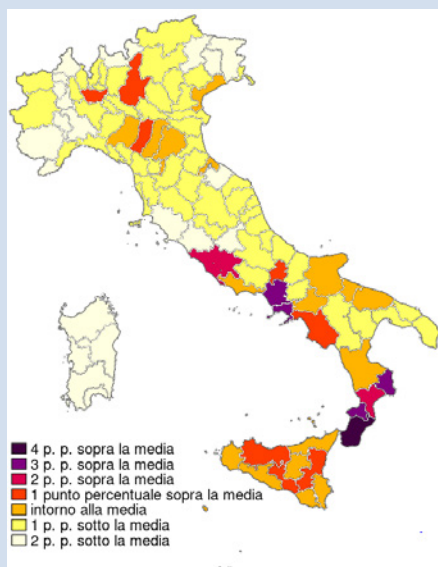 4 p. p. sopra la media
3 p. p. sopra la media
2 p. p. sopra la media
1 punto percentuale sopra la media
intorno alla media
1 p. p. sotto la media
2 p. p. sotto la media